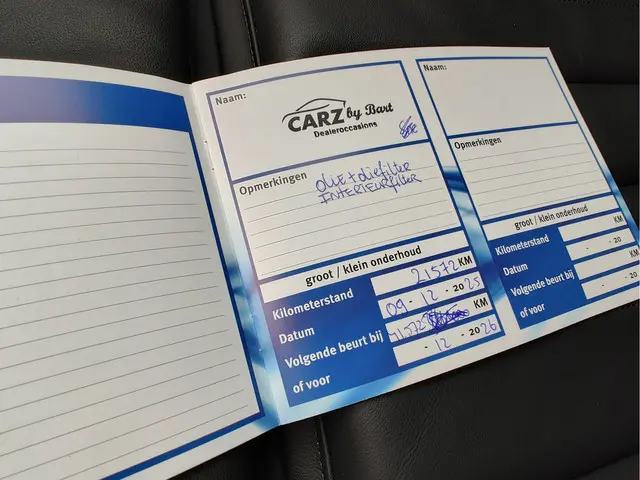 Naam:
CARZ by Bart
Dealeroccasions
Opmerkingen
OLIE + oliefilter
INTERIEURfilter
groot / klein onderhoud
Kilometerstand 21572 KM
Datum 09 - 12 - 2025
Volgende beurt bij 41572 KM
of voor - 12 - 2026
Naam:
Opmerkingen
groot / klein onderhoud
Kilometerstand KM
Datum - - 20
Volgende beurt bij KM
of voor - - 20